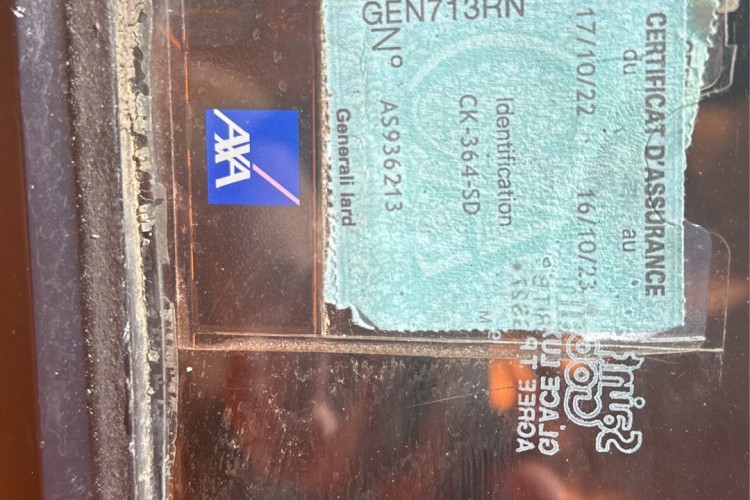 CERTIFICAT D'ASSURANCE
du au
17/10/22 16/10/23
Identification
CK-364-SD
N° AS936213
GEN713RN
Generali Iard
AXA
GLACE
AGREE